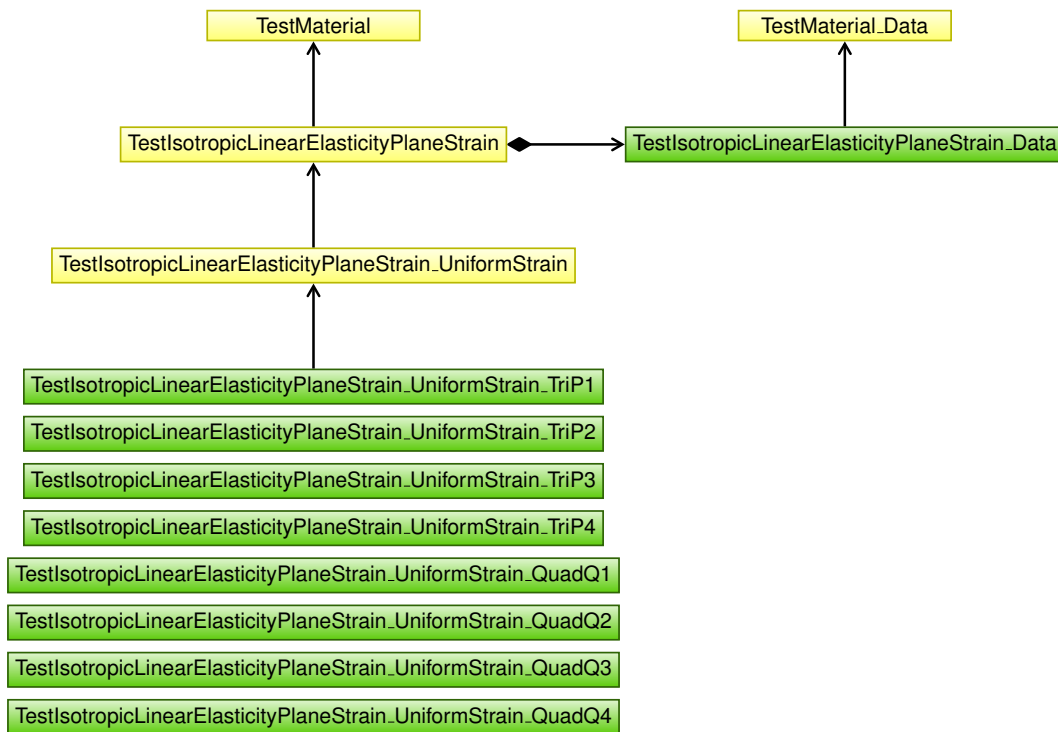 TestMaterial
TestMaterial_Data
TestIsotropicLinearElasticityPlaneStrain
TestIsotropicLinearElasticityPlaneStrain_Data
TestIsotropicLinearElasticityPlaneStrain_UniformStrain
TestIsotropicLinearElasticityPlaneStrain_UniformStrain_TriP1
TestIsotropicLinearElasticityPlaneStrain_UniformStrain_TriP2
TestIsotropicLinearElasticityPlaneStrain_UniformStrain_TriP3
TestIsotropicLinearElasticityPlaneStrain_UniformStrain_TriP4
TestIsotropicLinearElasticityPlaneStrain_UniformStrain_QuadQ1
TestIsotropicLinearElasticityPlaneStrain_UniformStrain_QuadQ2
TestIsotropicLinearElasticityPlaneStrain_UniformStrain_QuadQ3
TestIsotropicLinearElasticityPlaneStrain_UniformStrain_QuadQ4